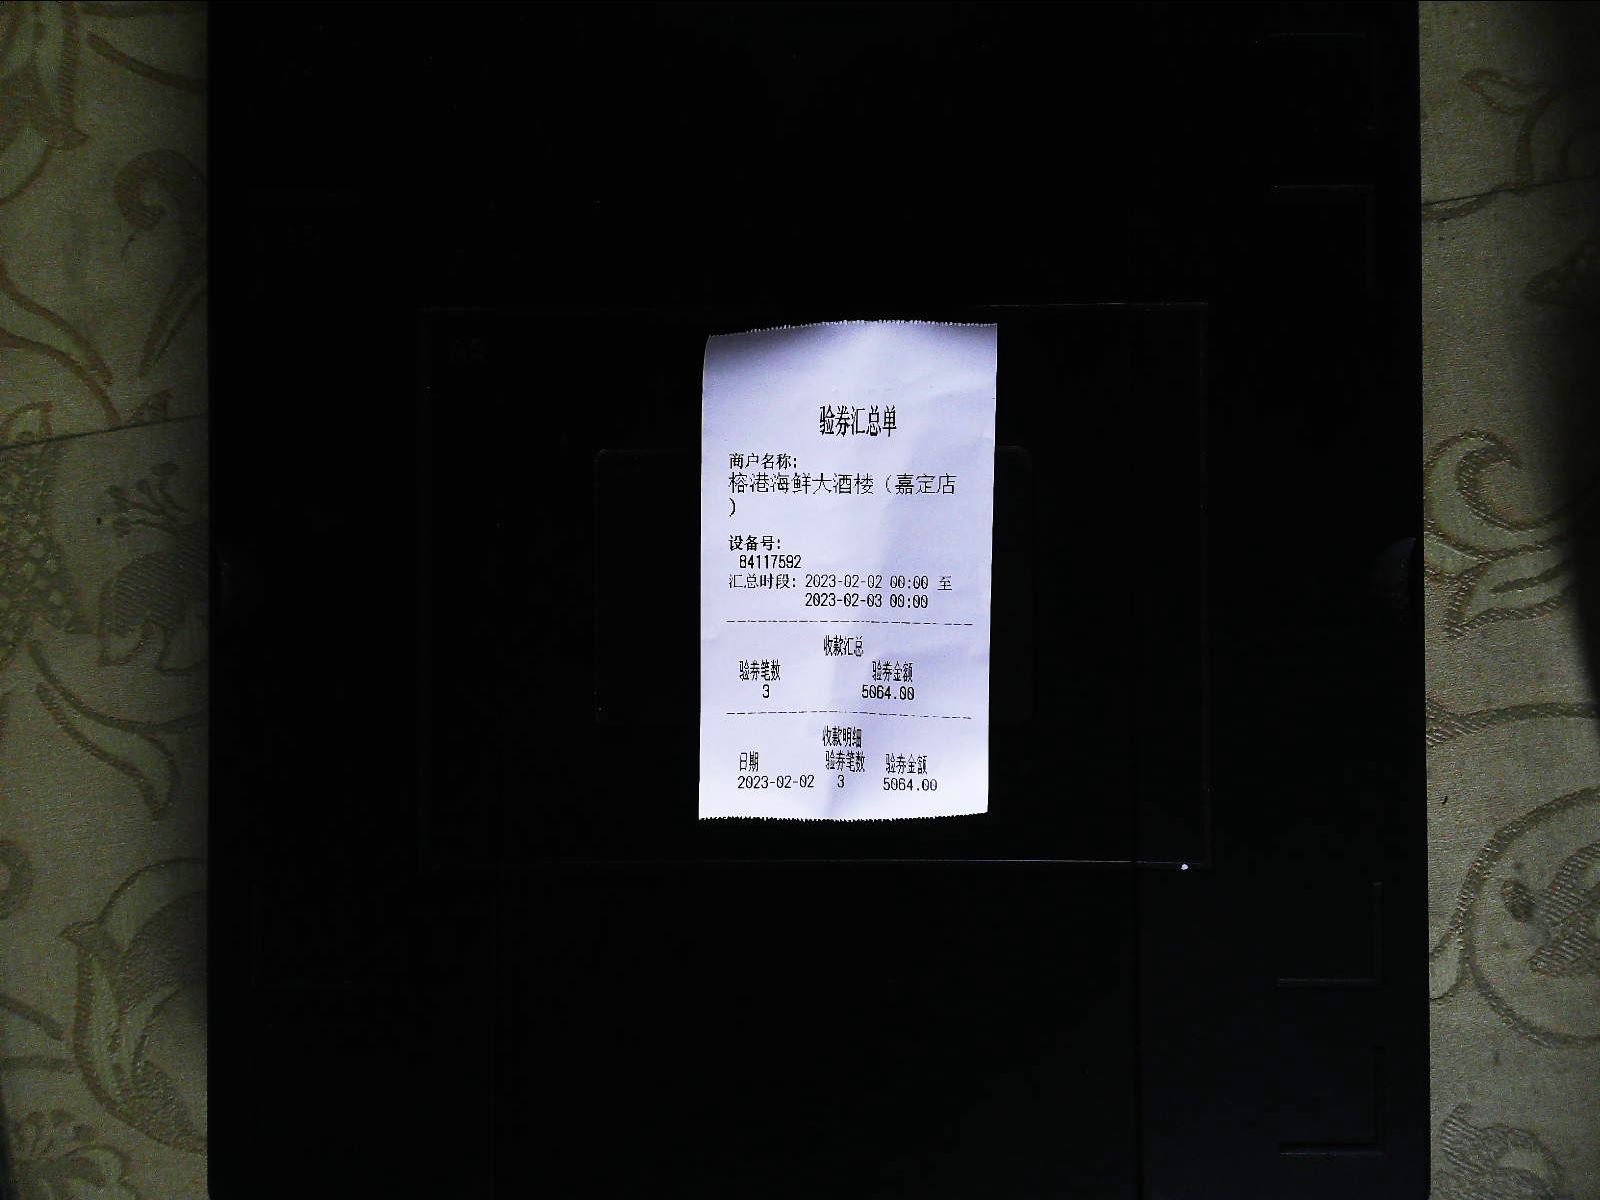 验券汇总单
商户名称:
榕港海鲜大酒楼（嘉定店
）
设备号:
84117592
汇总时段: 2023-02-02 00:00 至
2023-02-03 00:00
收款汇总
验券笔数 验券金额
3 5064.00
收款明细
日期 验券笔数 验券金额
2023-02-02 3 5064.00